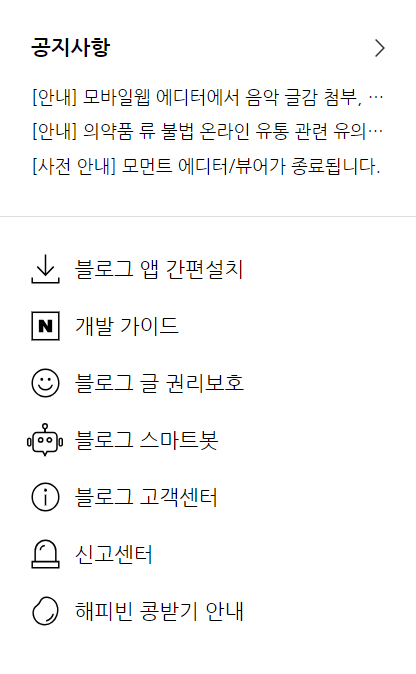 공지사항
[안내] 모바일웹 에디터에서 음악 글감 첨부, ...
[안내] 의약품 류 불법 온라인 유통 관련 유의...
[사전 안내] 모먼트 에디터/뷰어가 종료됩니다.
블로그 앱 간편설치
N 개발 가이드
블로그 글 권리보호
블로그 스마트봇
블로그 고객센터
신고센터
해피빈 콩받기 안내